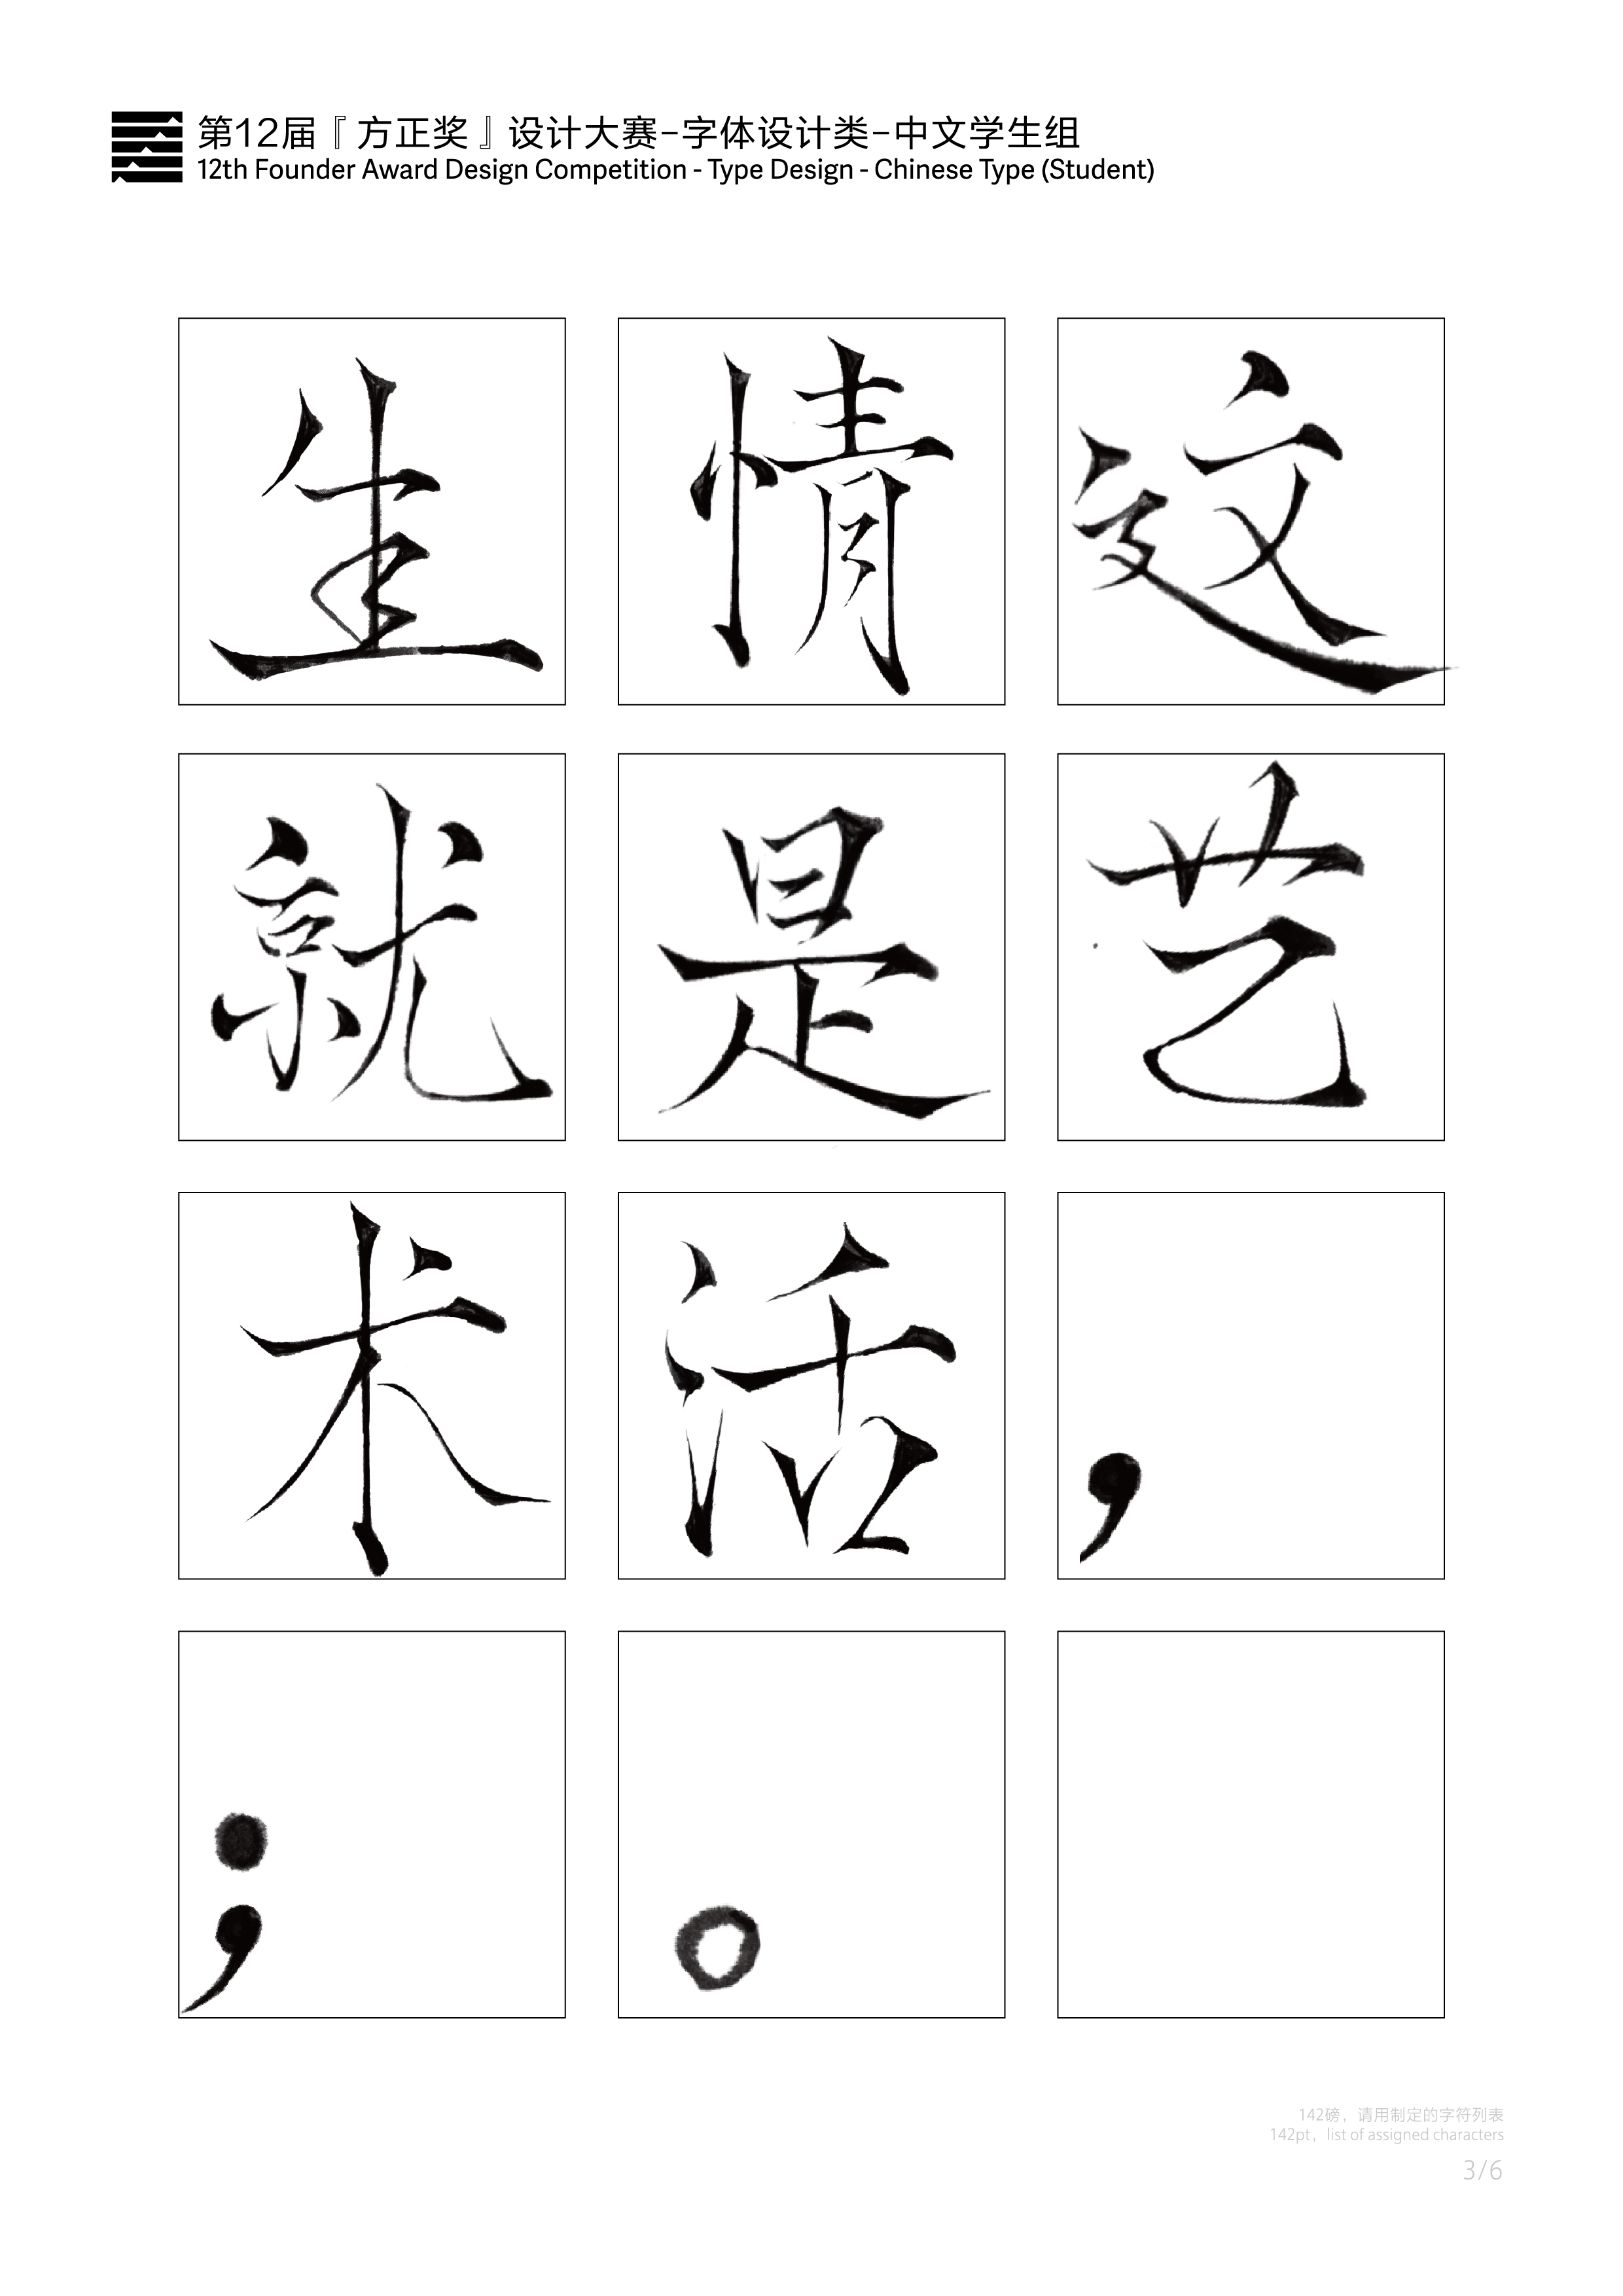 第12届『方正奖』设计大赛-字体设计类-中文学生组
12th Founder Award Design Competition - Type Design - Chinese Type (Student)
生情这
就是艺
术活，
；。
142磅，请用制定的字符列表
142pt，list of assigned characters
3/6